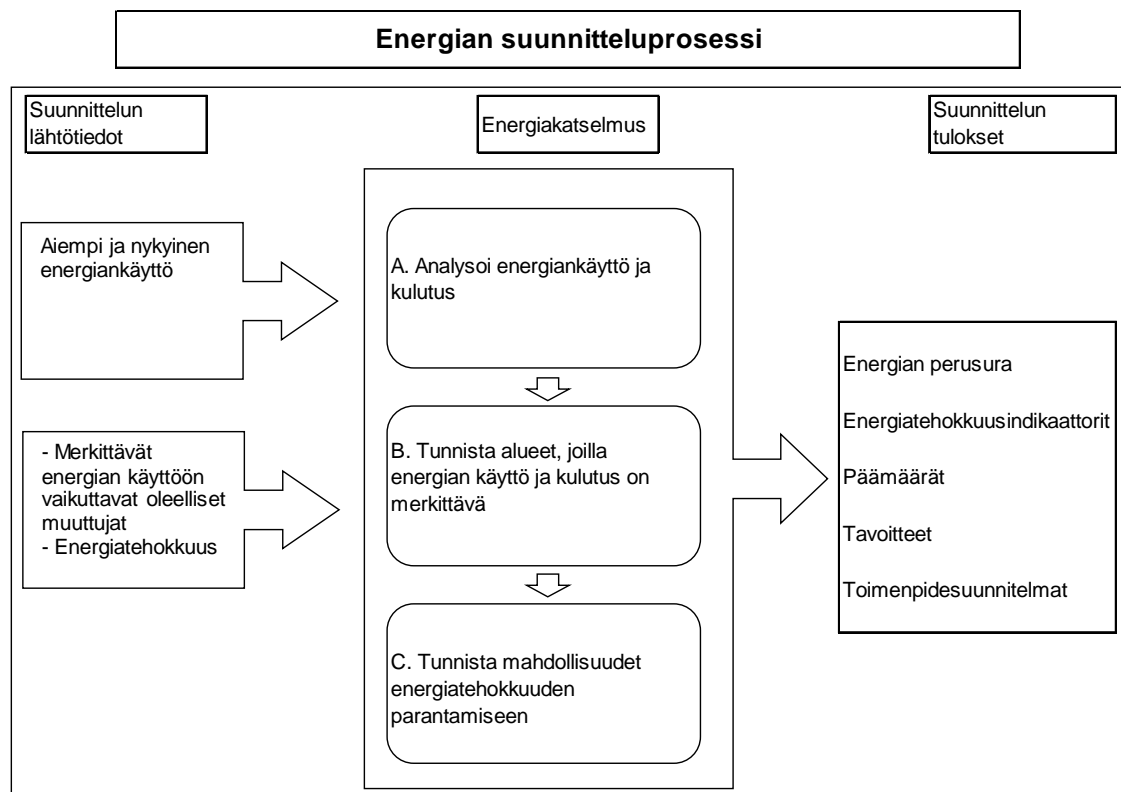 Energian suunnitteluprosessi
Suunnittelun
lähtötiedot
Energiakatselmus
Suunnittelun
tulokset
Aiempi ja nykyinen
energiankäyttö
- Merkittävät
energian käyttöön
vaikuttavat oleelliset
muuttujat
- Energiatehokkuus
A. Analysoi energiankäyttö ja
kulutus
B. Tunnista alueet, joilla
energian käyttö ja kulutus on
merkittävä
C. Tunnista mahdollisuudet
energiatehokkuuden
parantamiseen
Energian perusura
Energiatehokkuusindikaattorit
Päämäärät
Tavoitteet
Toimenpidesuunnitelmat